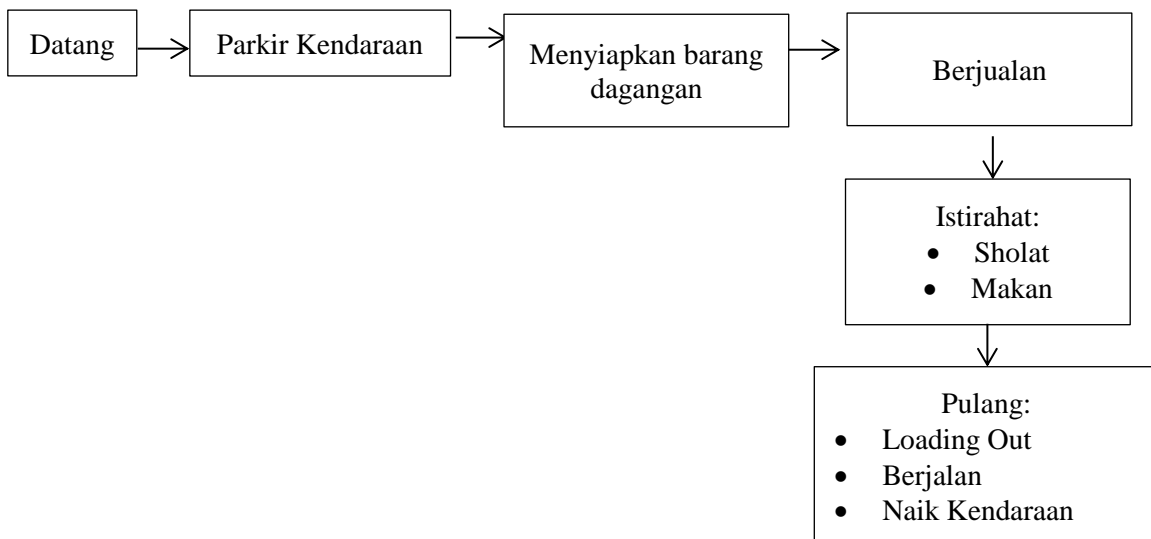 Datang
Parkir Kendaraan
Menyiapkan barang
dagangan
Berjualan
Istirahat:
• Sholat
• Makan
Pulang:
• Loading Out
• Berjalan
• Naik Kendaraan